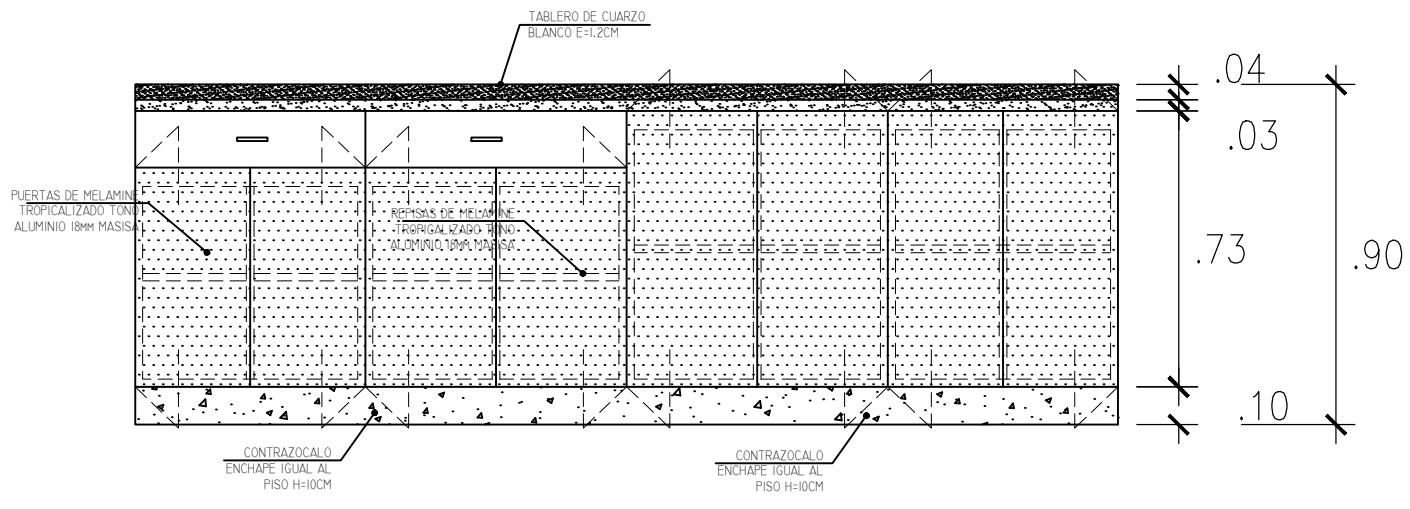 TABLERO DE CUARZO
BLANCO E=1.2CM
.04
.03
.73
.90
.10
PUERTAS DE MELAMINE
TROPICALIZADO TONO
ALUMINIO 18MM MASISA
REPISAS DE MELAMINE
TROPICALIZADO TONO
ALUMINIO 18MM MASISA
CONTRAZOCALO
ENCHAPE IGUAL AL
PISO H=10CM
CONTRAZOCALO
ENCHAPE IGUAL AL
PISO H=10CM